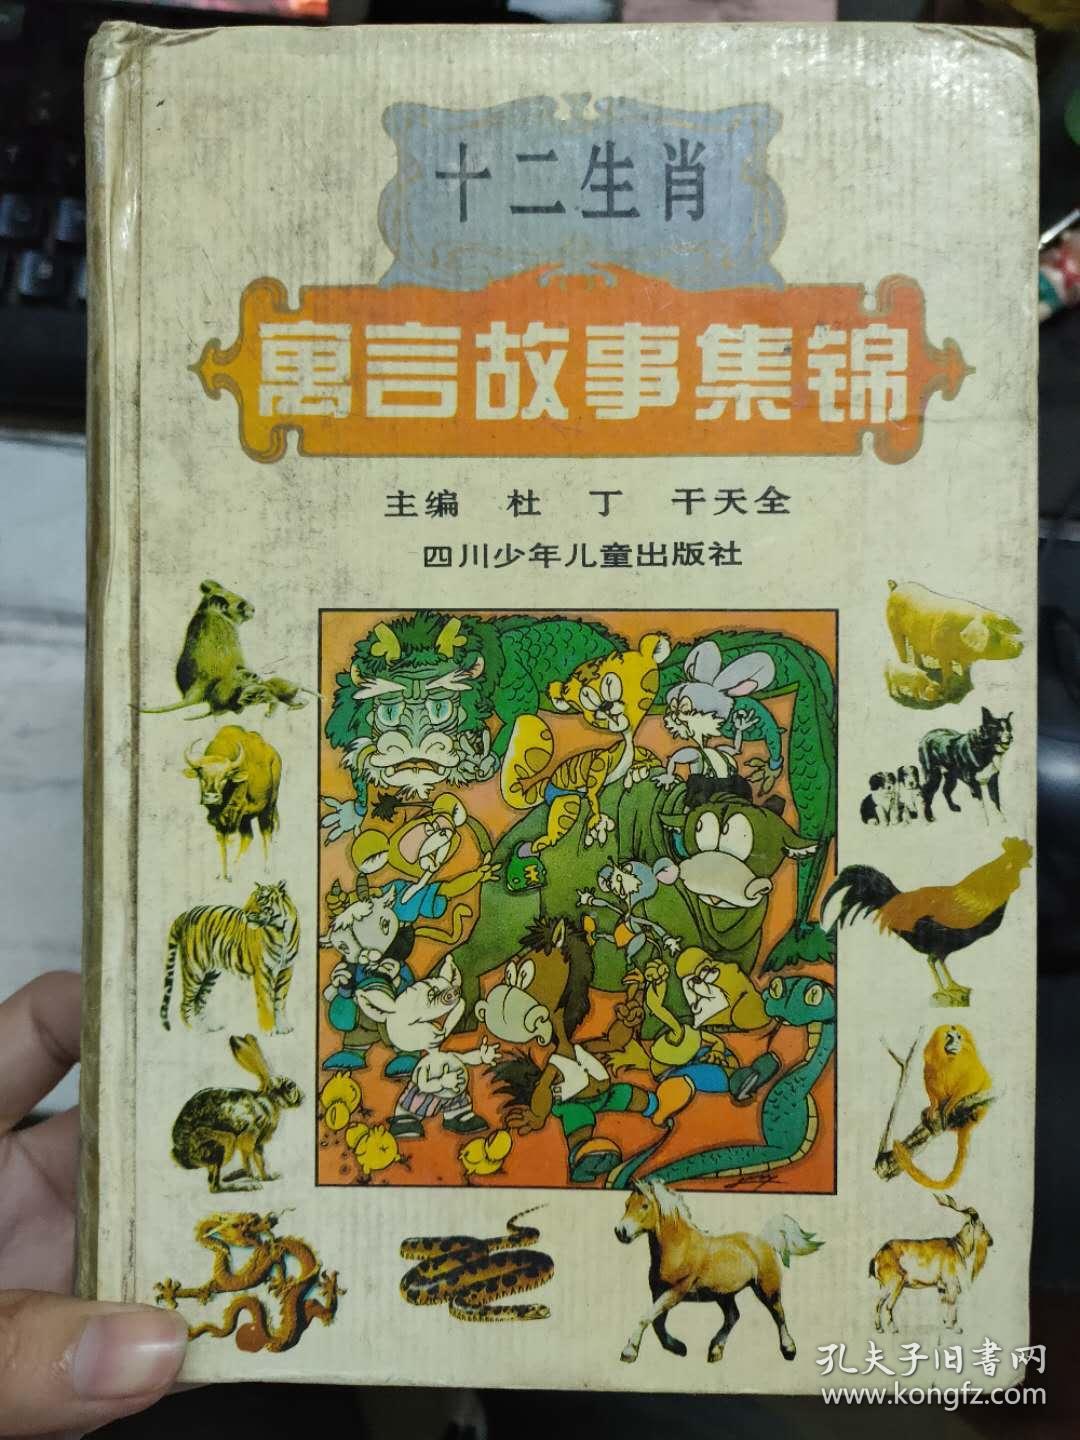 十二生肖
寓言故事集锦
主编 杜 丁 干天全
四川少年儿童出版社
孔夫子旧書网
www.kongfz.com